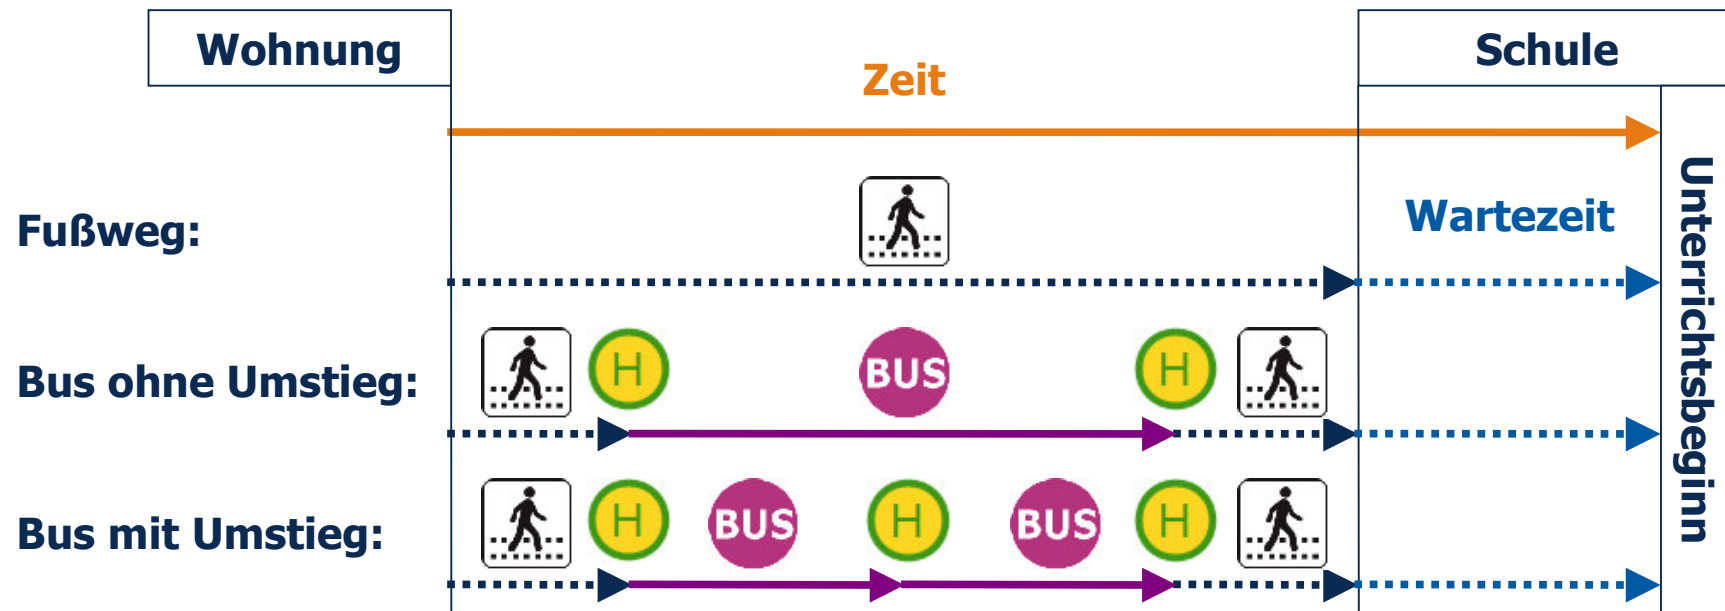 Wohnung
Schule
Zeit
Fußweg:
Wartezeit
Unterrichtsbeginn
Bus ohne Umstieg:
H
BUS
H
Bus mit Umstieg:
H
BUS
H
BUS
H